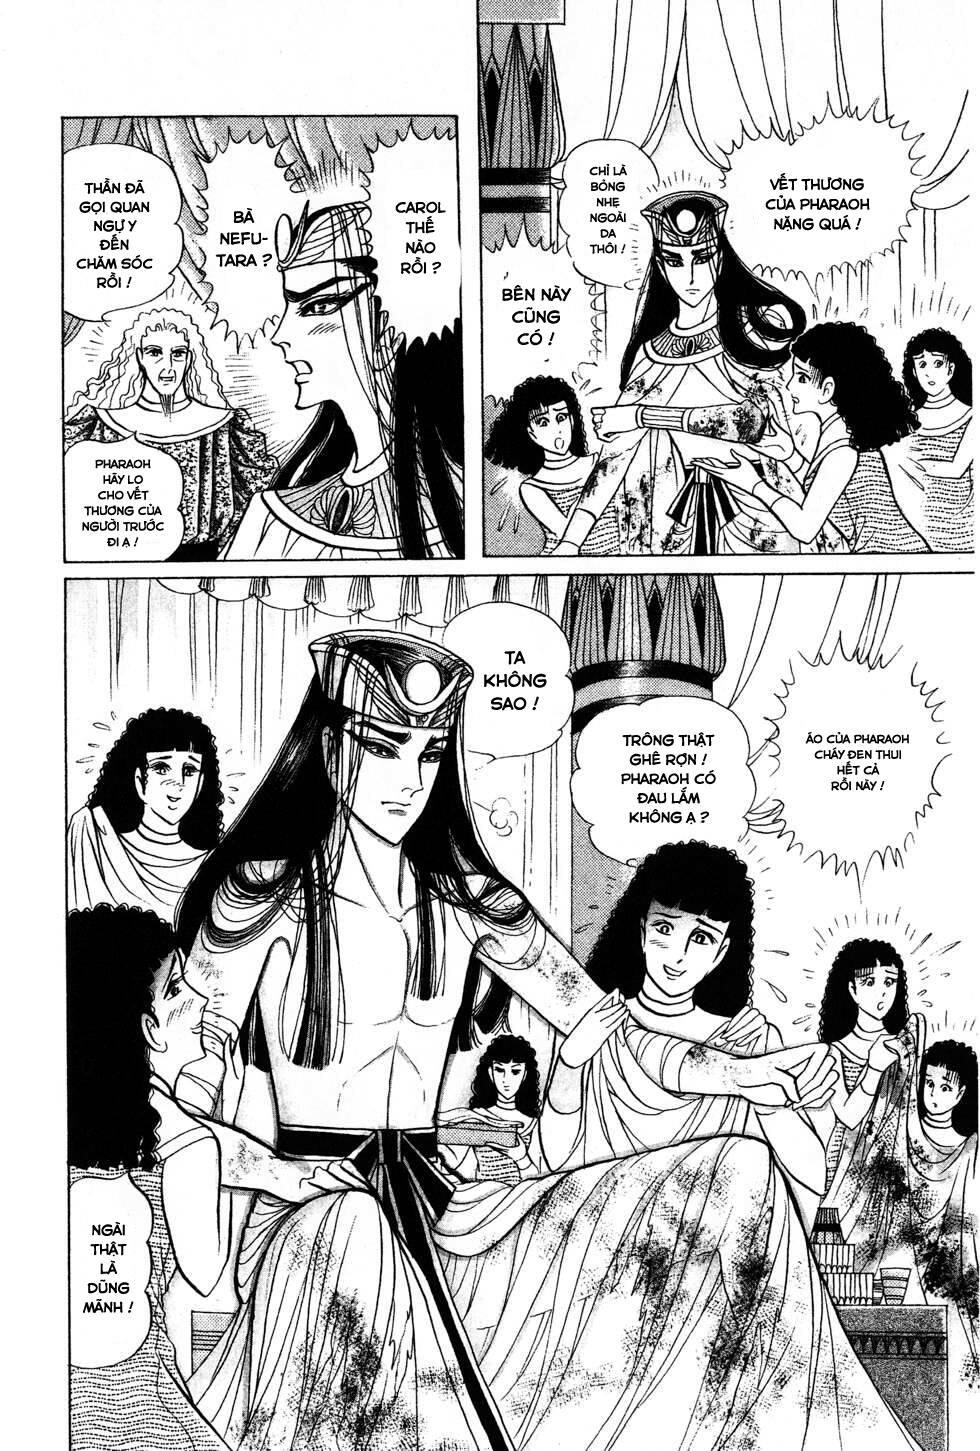 VẾT THƯƠNG
CỦA PHARAOH
NẶNG QUÁ !
CHỈ LÀ
BỎNG
NHẸ
NGOÀI
DA
THÔI !
BÊN NÀY
CŨNG
CÓ !
CAROL
THẾ
NÀO
RỒI ?
BÀ
NEFU-
TARA ?
THẦN ĐÃ
GỌI QUAN
NGỰ Y
ĐẾN
CHĂM SÓC
RỒI !
PHARAOH
HÃY LO
CHO VẾT
THƯƠNG CỦA
NGƯỜI TRƯỚC
ĐI Ạ !
ÁO CỦA PHARAOH
CHÁY ĐEN THUI
HẾT CẢ
RỒI NÀY !
TRÔNG THẬT
GHÊ RỢN !
PHARAOH CÓ
ĐAU LẮM
KHÔNG Ạ ?
TA
KHÔNG
SAO !
NGÀI
THẬT
LÀ
DŨNG
MÃNH !